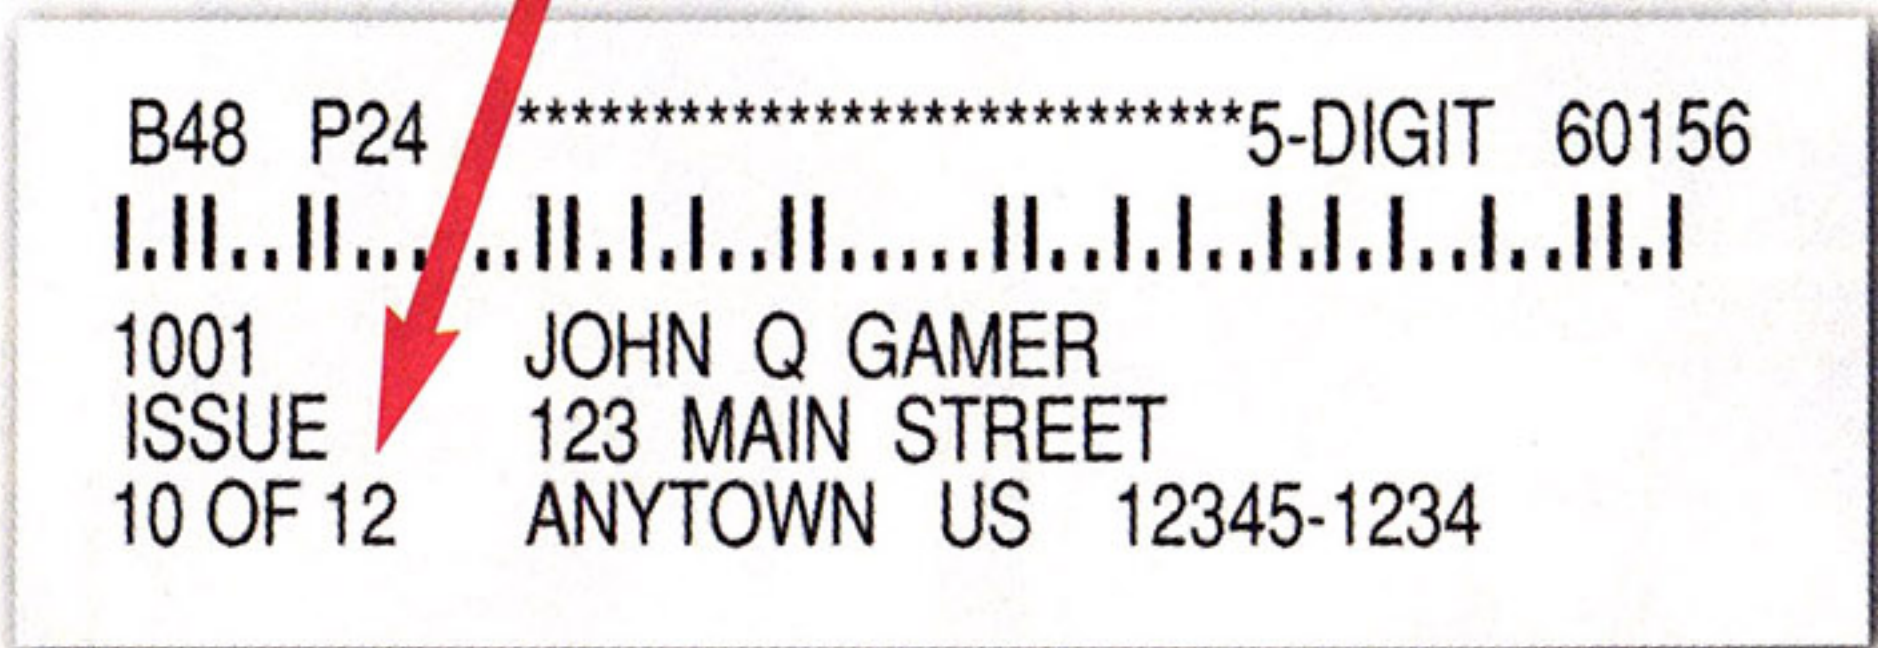 B48 P24 ***************************5-DIGIT 60156
1001 JOHN Q GAMER
ISSUE 123 MAIN STREET
10 OF 12 ANYTOWN US 12345-1234